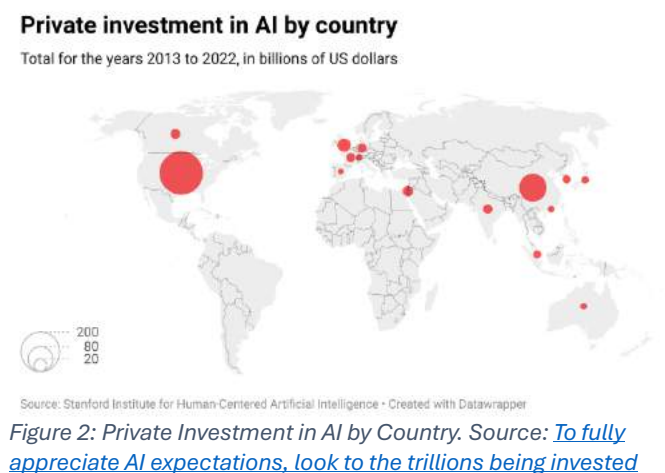 Private investment in AI by country
Total for the years 2013 to 2022, in billions of US dollars
200
80
20
Source: Stanford Institute for Human-Centered Artificial Intelligence • Created with Datawrapper
Figure 2: Private Investment in AI by Country. Source: To fully
appreciate AI expectations, look to the trillions being invested